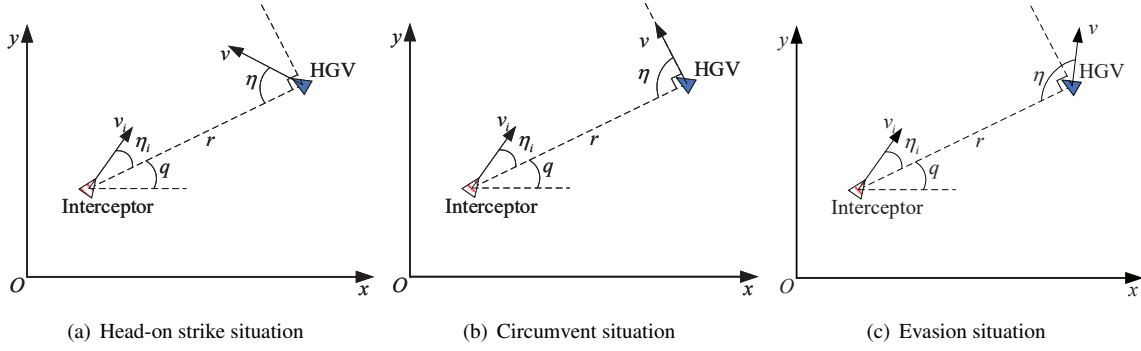 y
v
HGV
η
v_i
η_i
r
q
Interceptor
O
x
(a) Head-on strike situation
y
v
HGV
η
v_i
η_i
r
q
Interceptor
O
x
(b) Circumvent situation
y
v
HGV
η
v_i
η_i
r
q
Interceptor
O
x
(c) Evasion situation